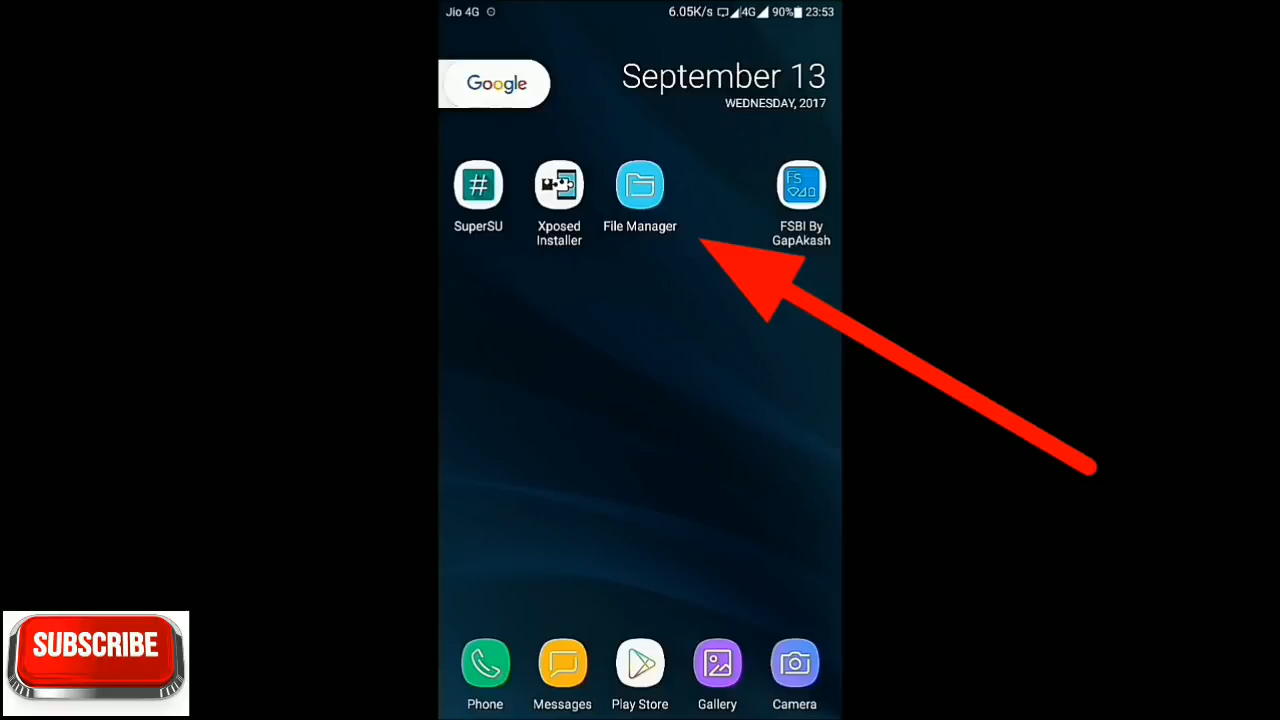 Jio 4G
6.05K/s 4G 90% 23:53
Google
September 13
WEDNESDAY, 2017
#
Fs
SuperSU
Xposed
Installer
File Manager
FSBI By
GapAkash
SUBSCRIBE
Phone
Messages
Play Store
Gallery
Camera